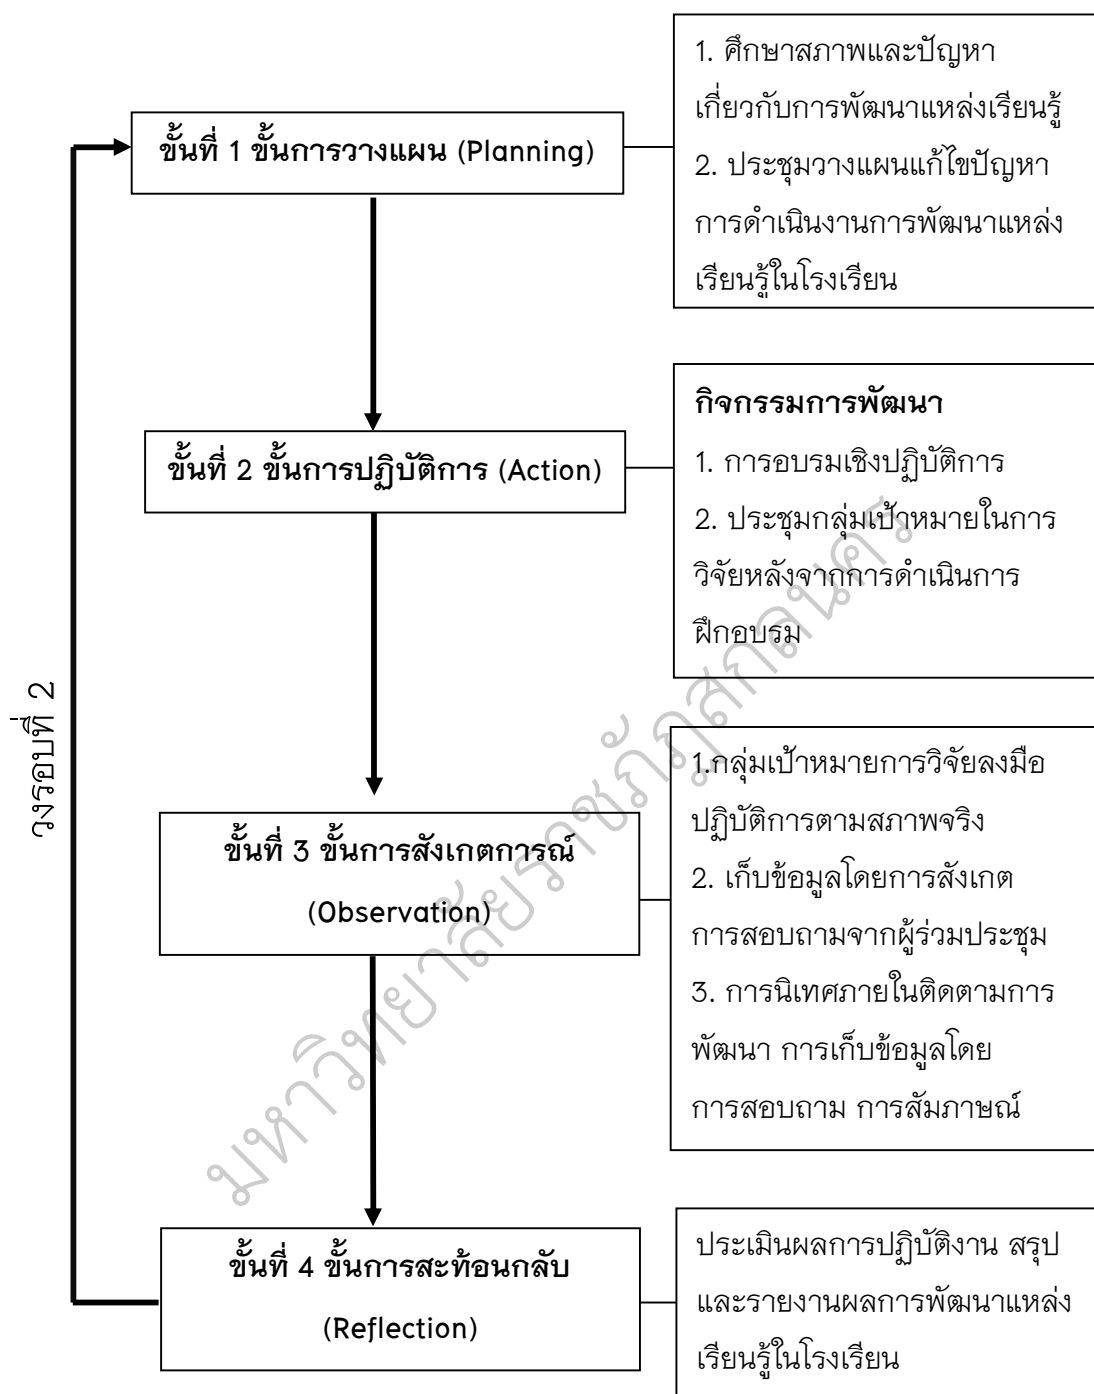 1. ศึกษาสภาพและปัญหา
เกี่ยวกับการพัฒนาแหล่งเรียนรู้
2. ประชุมวางแผนแก้ไขปัญหา
การดำเนินงานการพัฒนาแหล่ง
เรียนรู้ในโรงเรียน
ขั้นที่ 1 ขั้นการวางแผน (Planning)
กิจกรรมการพัฒนา
1. การอบรมเชิงปฏิบัติการ
2. ประชุมกลุ่มเป้าหมายในการ
วิจัยหลังจากการดำเนินการ
ฝึกอบรม
ขั้นที่ 2 ขั้นการปฏิบัติการ (Action)
วงรอบที่ 2
1.กลุ่มเป้าหมายการวิจัยลงมือ
ปฏิบัติการตามสภาพจริง
2. เก็บข้อมูลโดยการสังเกต
การสอบถามจากผู้ร่วมประชุม
3. การนิเทศภายในติดตามการ
พัฒนา การเก็บข้อมูลโดย
การสอบถาม การสัมภาษณ์
ขั้นที่ 3 ขั้นการสังเกตการณ์
(Observation)
มหาวิทยาลัยราชภัฏสกลนคร
ขั้นที่ 4 ขั้นการสะท้อนกลับ
(Reflection)
ประเมินผลการปฏิบัติงาน สรุป
และรายงานผลการพัฒนาแหล่ง
เรียนรู้ในโรงเรียน